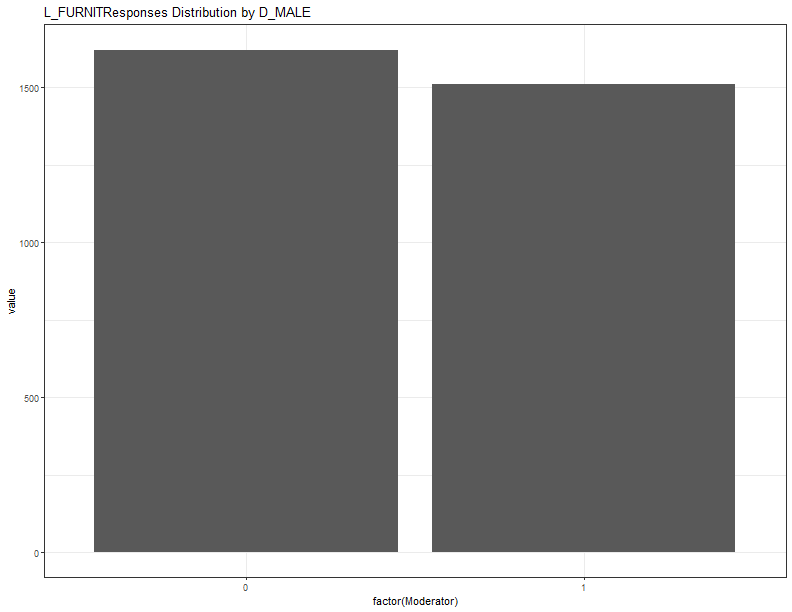 L_FURNITResponses Distribution by D_MALE
value
1500
1000
500
0
0 1
factor(Moderator)